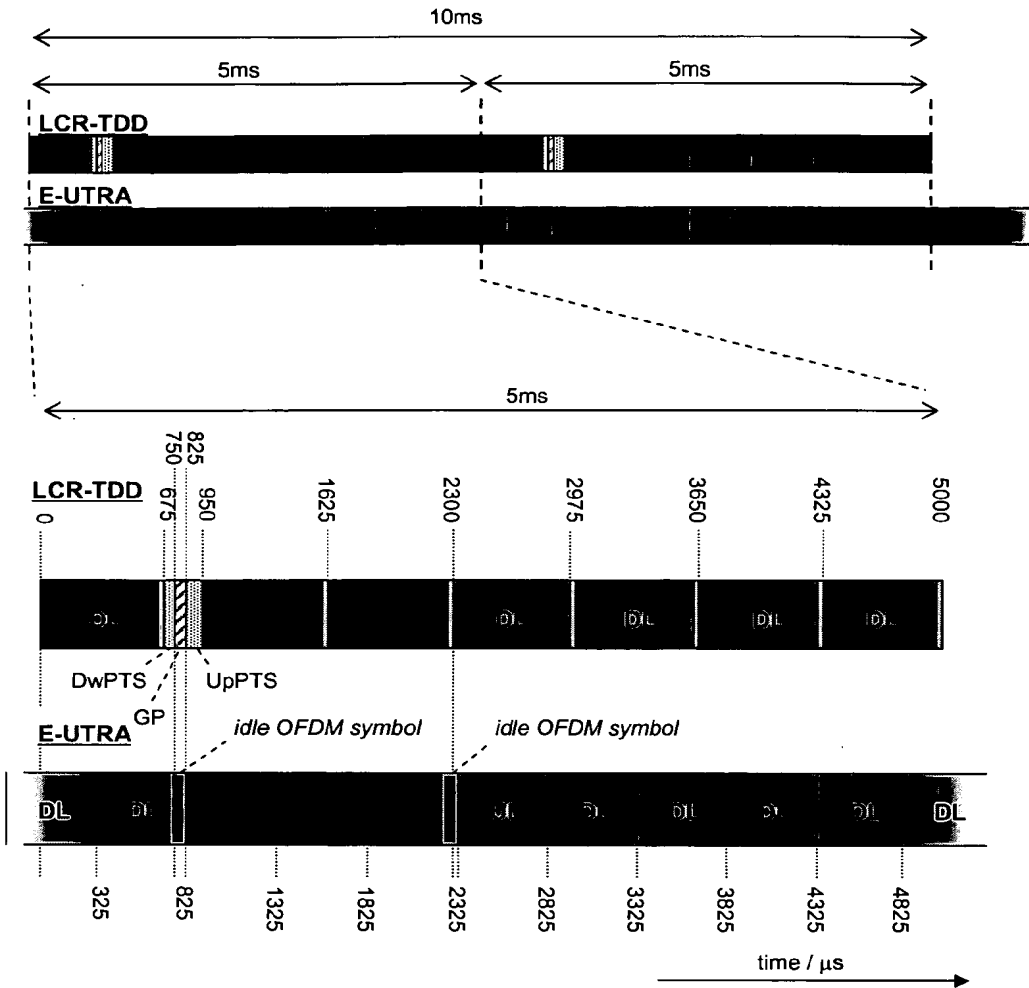 10ms
5ms 5ms
LCR-TDD
E-UTRA
5ms
LCR-TDD
0 675 750 825 950 1625 2300 2975 3650 4325 5000
DL DL DL DL DL
DwPTS GP UpPTS
E-UTRA
idle OFDM symbol idle OFDM symbol
DL DL DL DL DL DL DL DL
325 825 1325 1825 2325 2825 3325 3825 4325 4825
time / μs